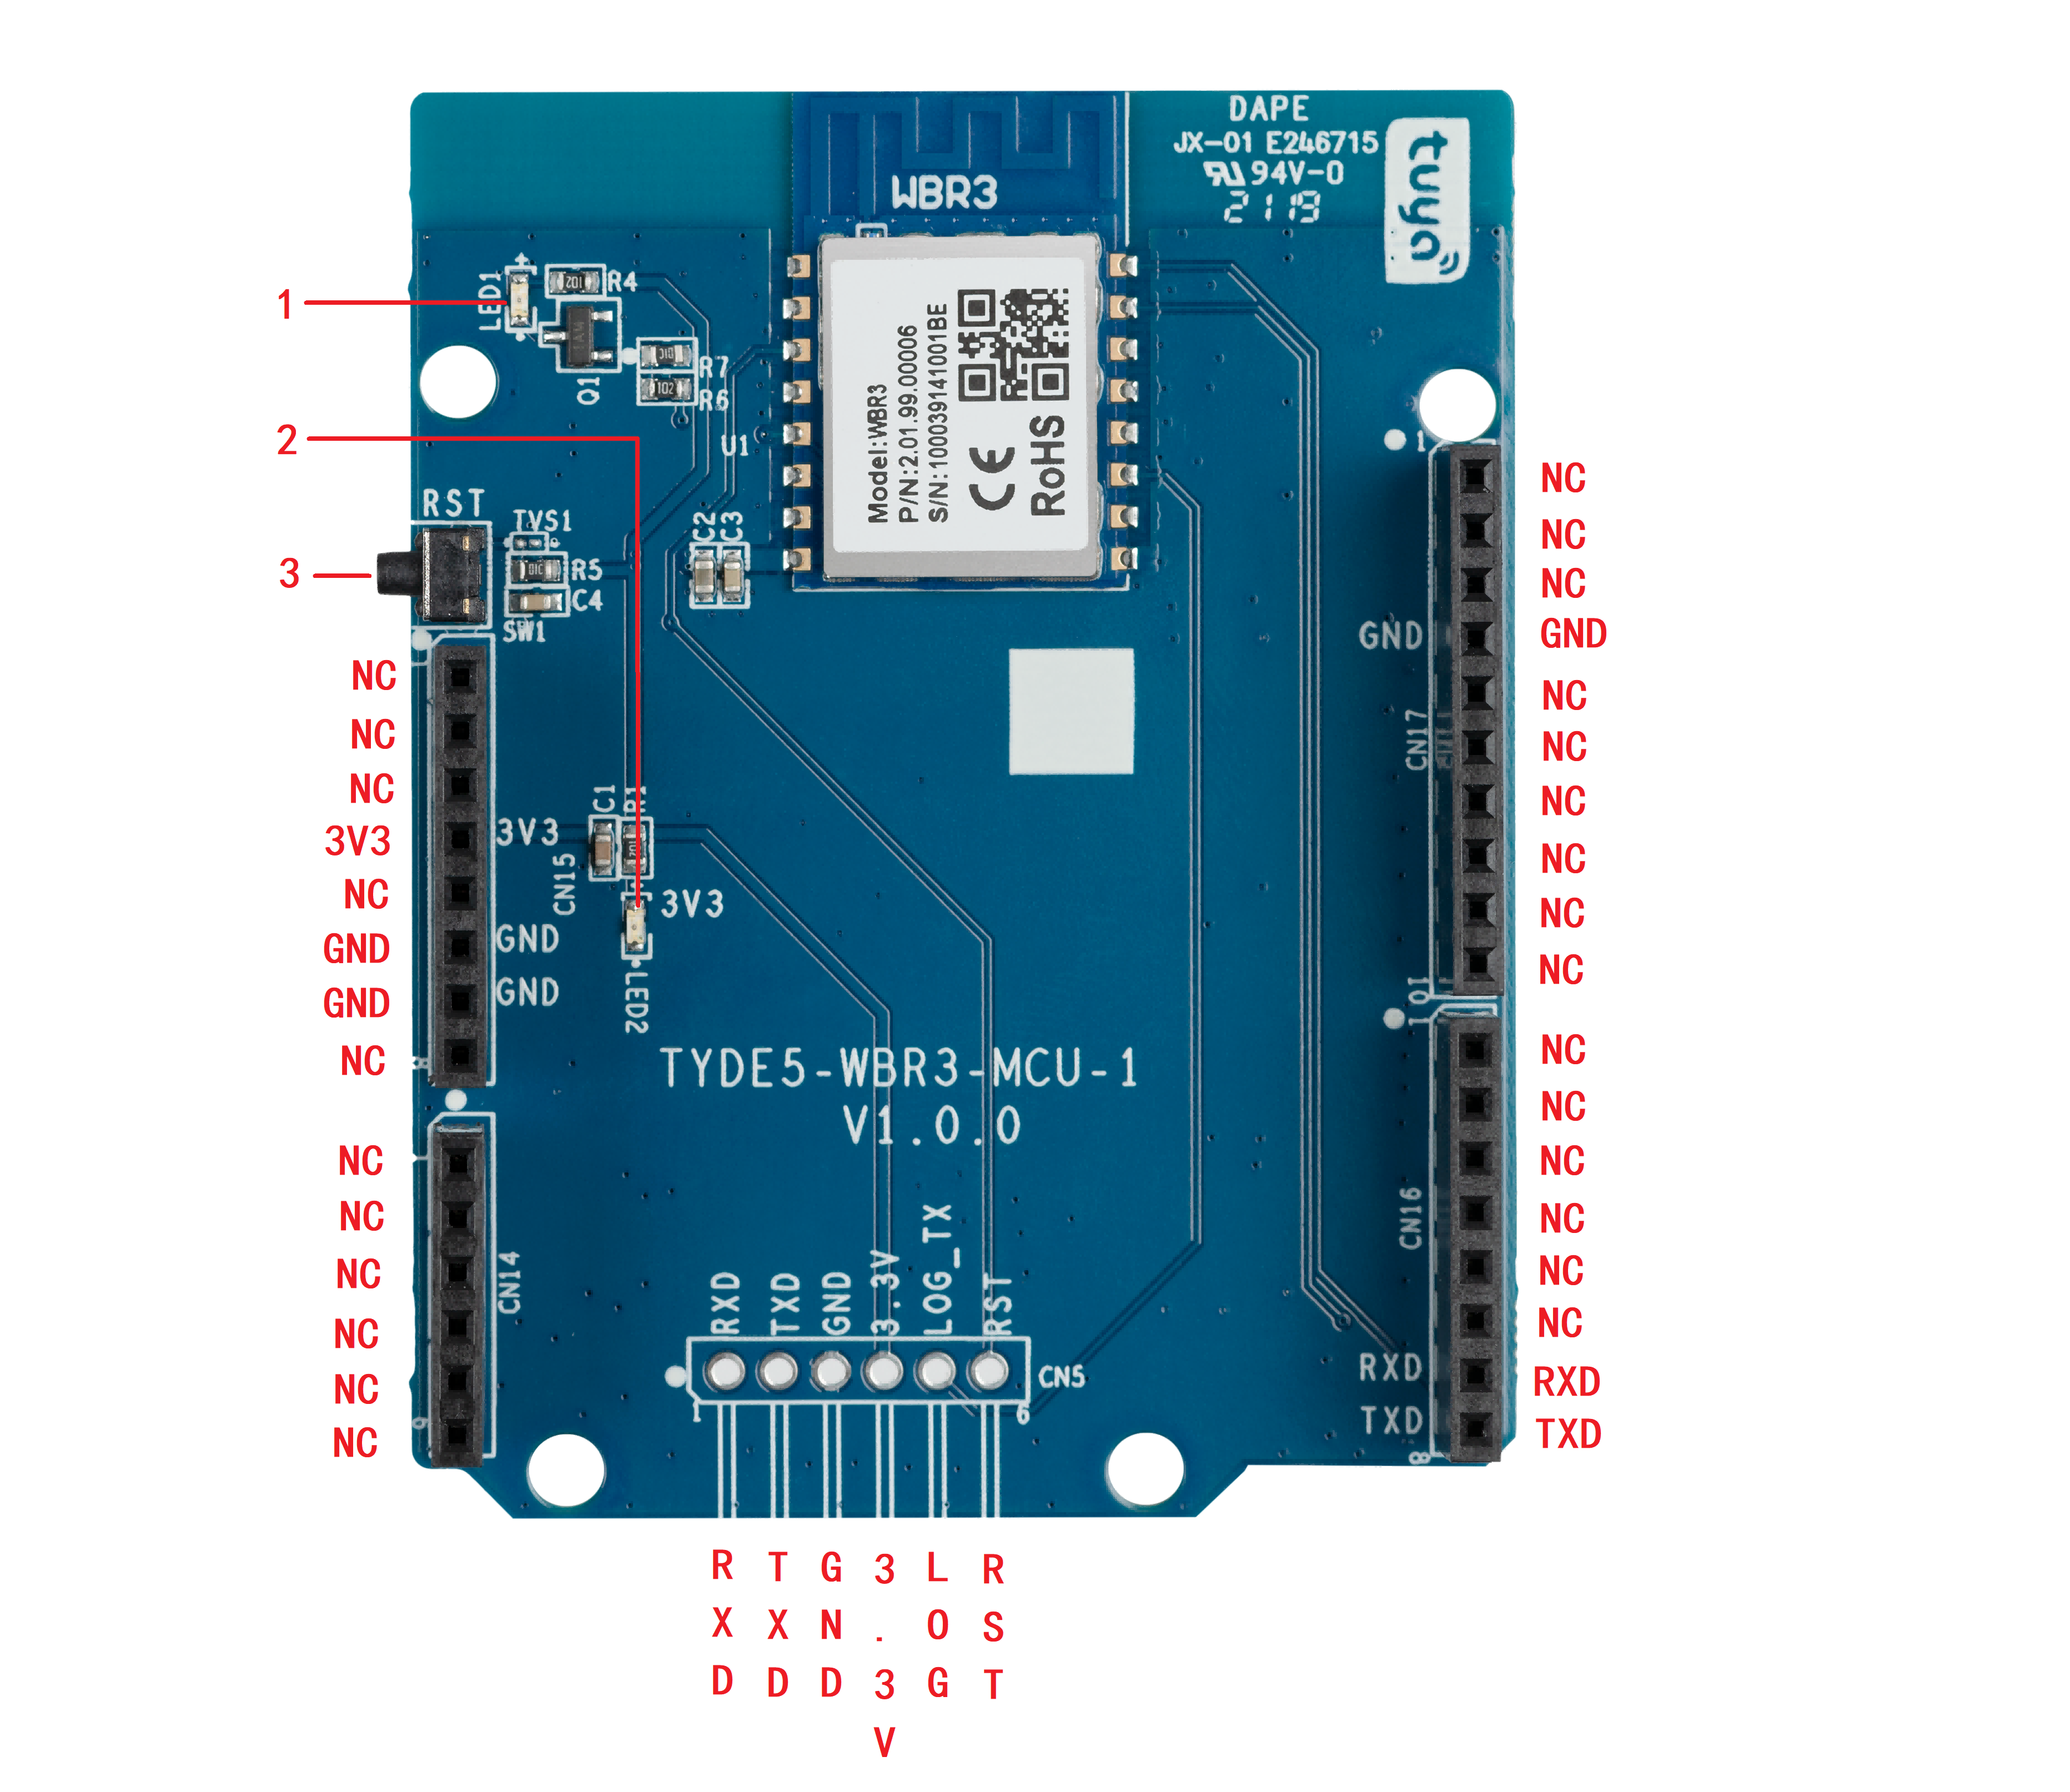 DAPE
JX-01 E246715
94V-0
2119
tuya
WBR3
Model:WBR3
P/N:2.01.99.00006
S/N:10003914100 1BE
CE
RoHS
1
LED1
R4
102
Q1
R7
R6
102
U1
2
RST
TVS1
3
R5
C4
SW1
C2
C3
1
NC
NC
NC
GND
GND
NC
NC
NC
NC
NC
NC
CN17
10
NC
NC
NC
3V3
3V3
NC
GND
GND
GND
GND
NC
8
CN15
C1
R1
3V3
LED2
TYDE5-WBR3-MCU-1
V1.0.0
1
NC
NC
NC
NC
NC
NC
RXD
RXD
TXD
TXD
8
CN16
NC
NC
NC
NC
NC
NC
CN14
RXD
TXD
GND
3.3V
LOG_TX
RST
CN5
1
6
RXD
TXD
GND
3.3V
LOG
RST